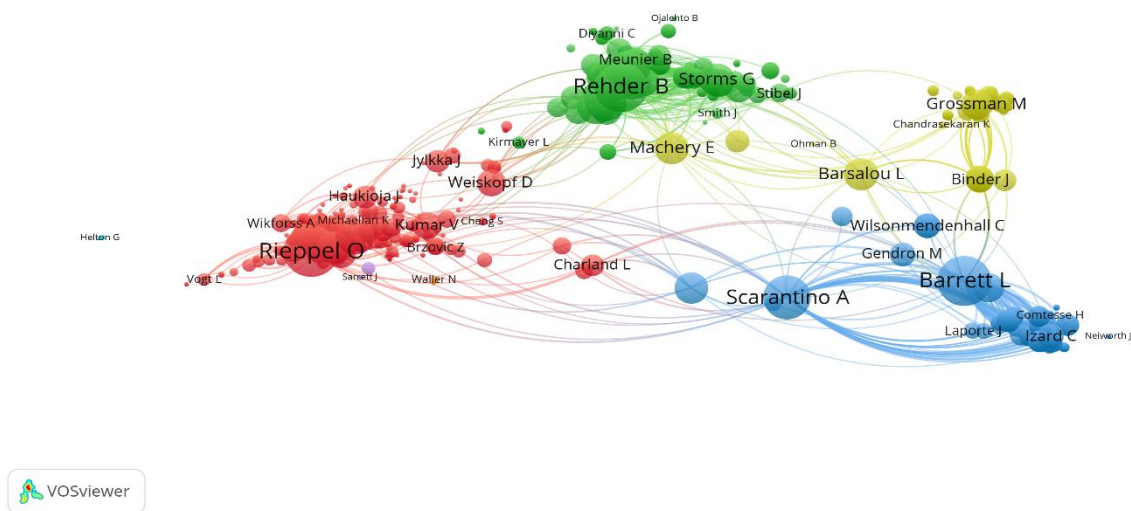 Ojalehto B
Diyanni C
Meunier B
Rehder B
Storms G
Stibel J
Grossman M
Smith J
Chandrasekaran K
Kirmayer L
Machery E
Ohman B
Jylkka J
Weiskopf D
Barsalou L
Binder J
Haukioja J
Wikforss A
Michaelian K
Kumar V
Cheng S
Wilsonmendenhall C
Helton G
Rieppel O
Brzovic Z
Gendron M
Charland L
Sarrett J
Vogt L
Waller N
Barrett L
Scarantino A
Comtesse H
Laporte J
Izard C
Nelworth J
VOSviewer